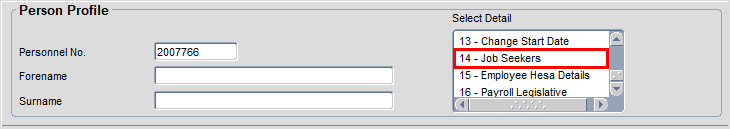 Person Profile
Select Detail
Personnel No. 2007766
Forename
Surname
13 - Change Start Date
14 - Job Seekers
15 - Employee Hesa Details
16 - Payroll Legislative